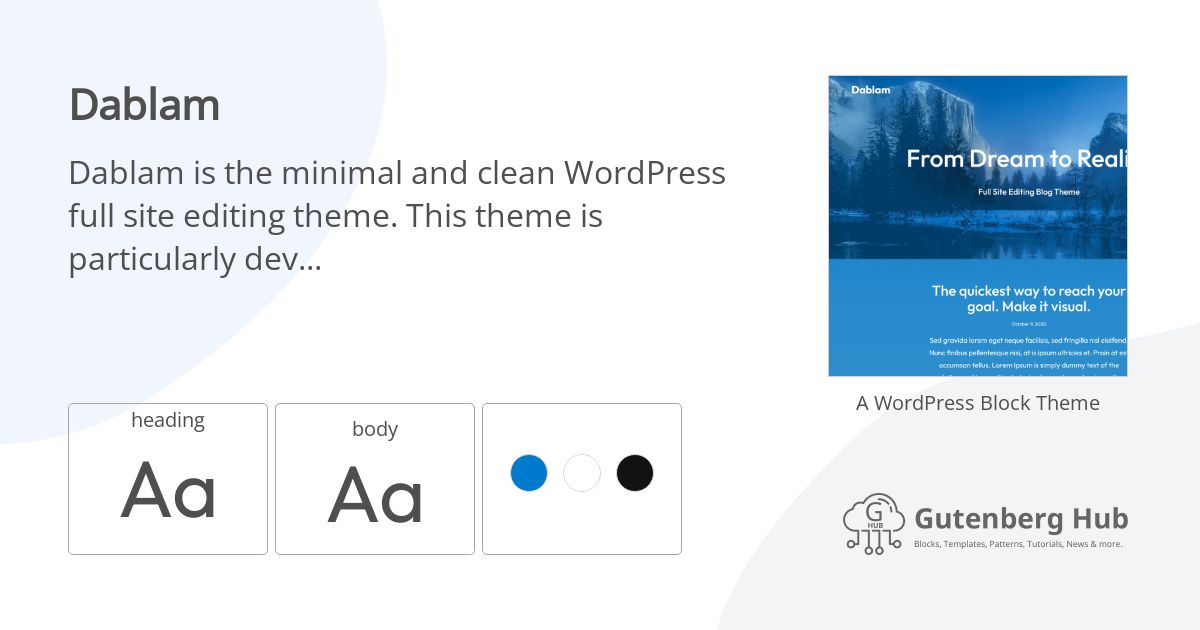 Dablam
Dablam is the minimal and clean WordPress
full site editing theme. This theme is
particularly dev...
heading
Aa
body
Aa
Dablam
From Dream to Reali
Full Site Editing Blog Theme
The quickest way to reach your
goal. Make it visual.
October 9, 2020
Sed gravida lorem eget neque facilisis, sed fringilla nisl eleifend
Nunc finibus pellentesque nisi, at is ipsum ultricies et. Proin at es
accumson tellus. Lorem Ipsum is simply dummy text of the
A WordPress Block Theme
G
HUB
Gutenberg Hub
Blocks, Templates, Patterns, Tutorials, News & more.